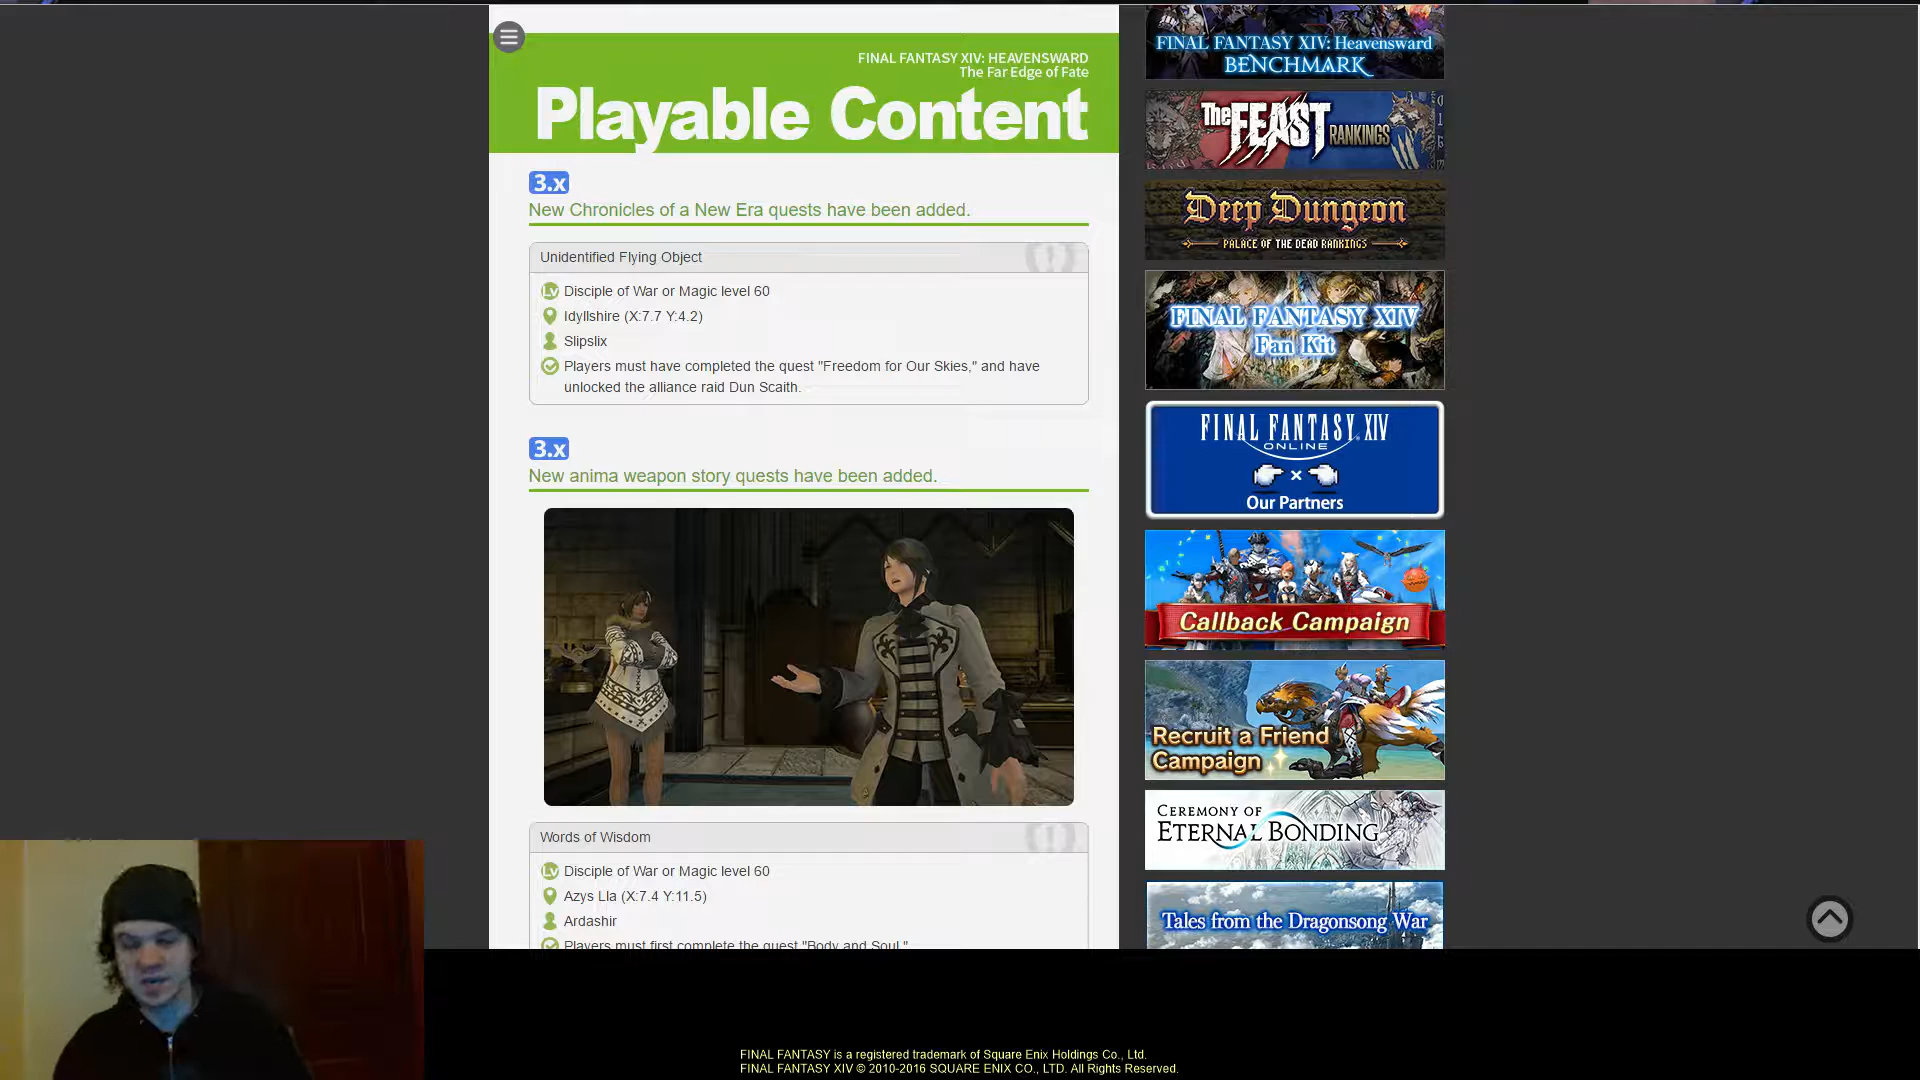 FINAL FANTASY XIV: HEAVENSWARD
The Far Edge of Fate
Playable Content
3.x
New Chronicles of a New Era quests have been added.
Unidentified Flying Object
Lv Disciple of War or Magic level 60
Idyllshire (X:7.7 Y:4.2)
Slipslix
Players must have completed the quest "Freedom for Our Skies," and have
unlocked the alliance raid Dun Scaith.
3.x
New anima weapon story quests have been added.
Words of Wisdom
Lv Disciple of War or Magic level 60
Azys Lla (X:7.4 Y:11.5)
Ardashir
Players must first complete the quest "Body and Soul."
FINAL FANTASY XIV: Heavensward
BENCHMARK
The FEAST RANKINGS
Deep Dungeon
PALACE OF THE DEAD RANKINGS
FINAL FANTASY XIV
Fan Kit
FINAL FANTASY XIV
ONLINE
×
Our Partners
Callback Campaign
Recruit a Friend
Campaign
CEREMONY OF
ETERNAL BONDING
Tales from the Dragonsong War
FINAL FANTASY is a registered trademark of Square Enix Holdings Co., Ltd.
FINAL FANTASY XIV © 2010-2016 SQUARE ENIX CO., LTD. All Rights Reserved.